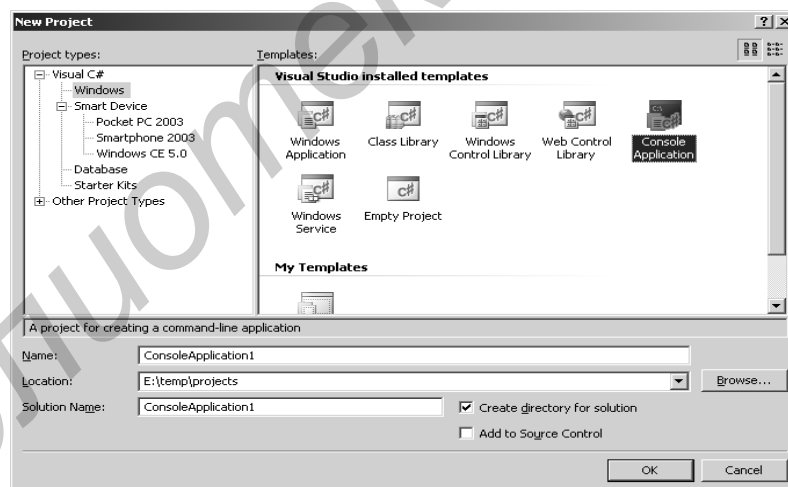 New Project
Project types:
Templates:
Visual C#
Windows
Smart Device
Pocket PC 2003
Smartphone 2003
Windows CE 5.0
Database
Starter Kits
Other Project Types
Visual Studio installed templates
Windows Application
Class Library
Windows Control Library
Web Control Library
Console Application
Windows Service
Empty Project
My Templates
A project for creating a command-line application
Name:
ConsoleApplication1
Location:
E:\temp\projects
Browse...
Solution Name:
ConsoleApplication1
Create directory for solution
Add to Source Control
OK
Cancel